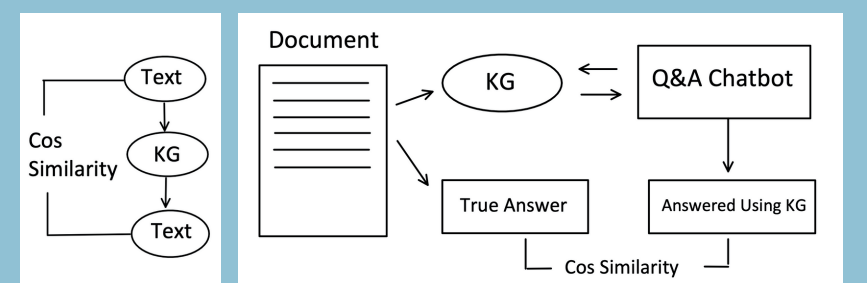 Text
Cos
Similarity
KG
Text
Document
KG
Q&A Chatbot
True Answer
Answered Using KG
Cos Similarity